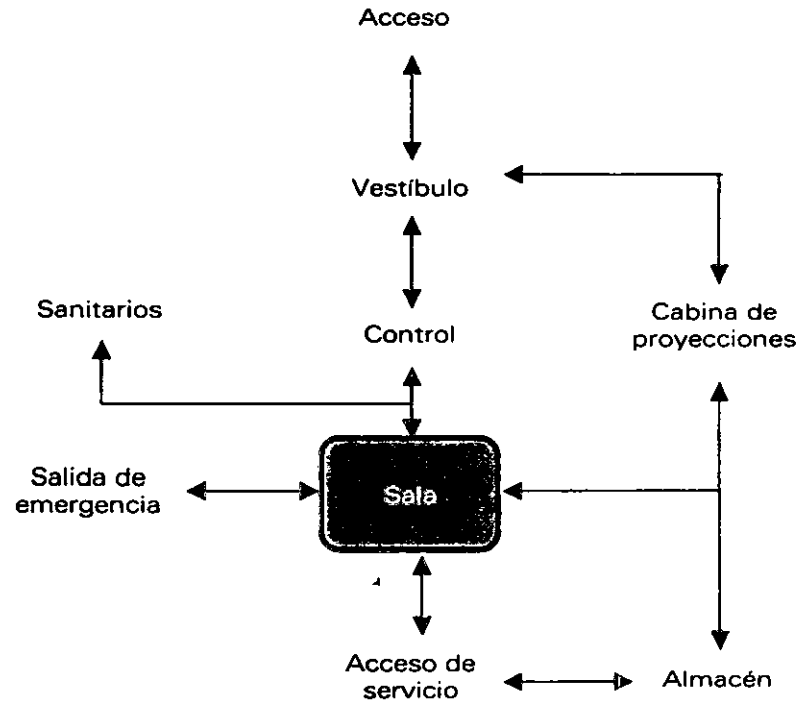 Acceso
Vestíbulo
Sanitarios
Control
Cabina de
proyecciones
Salida de
emergencia
Sala
Acceso de
servicio
Almacén